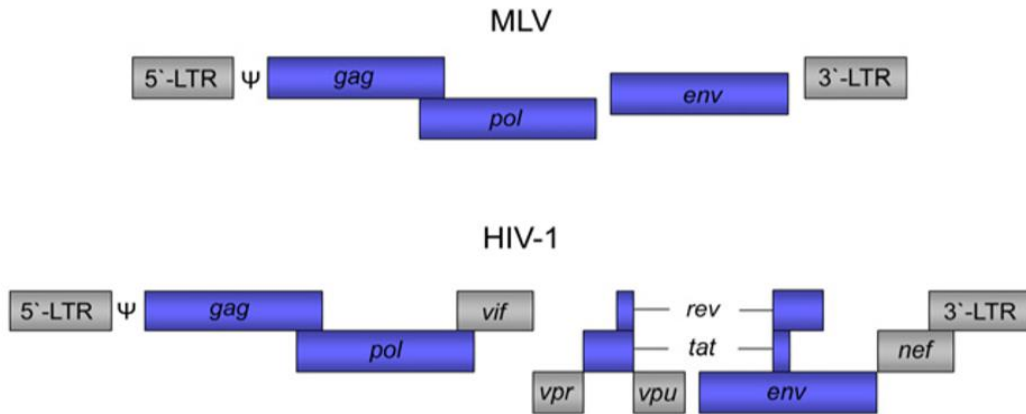 MLV
5`-LTR Ψ gag env 3`-LTR
pol
HIV-1
5`-LTR Ψ gag vif rev 3`-LTR
pol tat nef
vpr vpu env